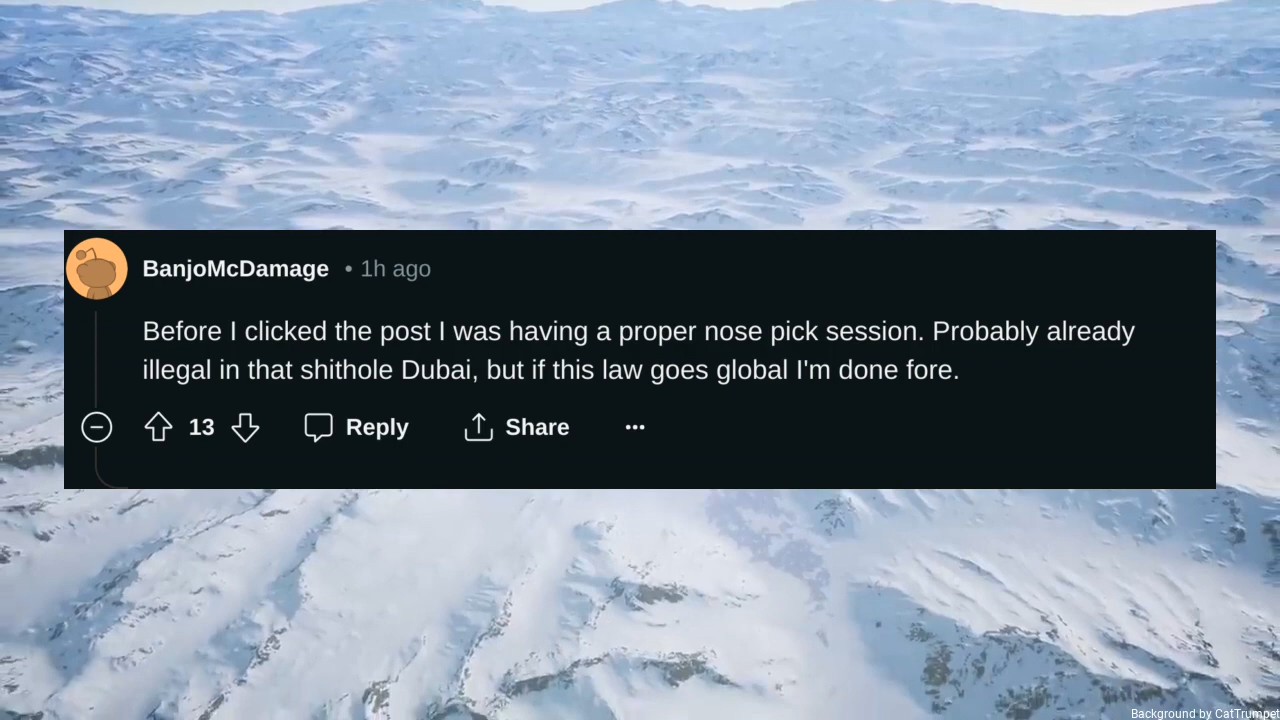 BanjoMcDamage • 1h ago
Before I clicked the post I was having a proper nose pick session. Probably already
illegal in that shithole Dubai, but if this law goes global I'm done fore.
13 Reply Share ...
Background by CatTrumpet